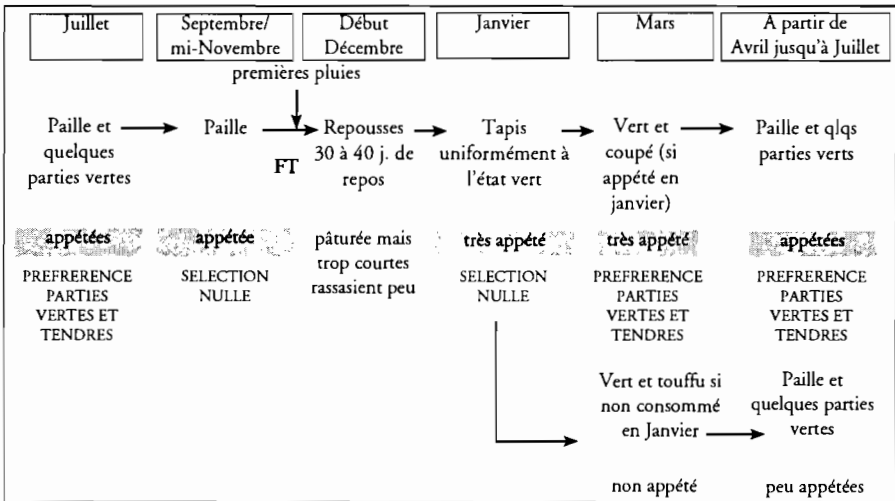 Juillet
Septembre/
mi-Novembre
Début
Décembre
Janvier
Mars
A partir de
Avril jusqu'à Juillet
premières pluies
Paille et
quelques
parties vertes
Paille
FT
Repousses
30 à 40 j. de
repos
Tapis
uniformément à
l'état vert
Vert et
coupé (si
appété en
janvier)
Paille et qlqs
parties verts
appétées
appétée
pâturée mais
trop courtes
rassasient peu
très appété
très appété
appétées
PREFRERENCE
PARTIES
VERTES ET
TENDRES
SELECTION
NULLE
SELECTION
NULLE
PREFRERENCE
PARTIES
VERTES ET
TENDRES
PREFRERENCE
PARTIES
VERTES ET
TENDRES
Vert et touffu si
non consommé
en Janvier
Paille et
quelques parties
vertes
non appété
peu appétées